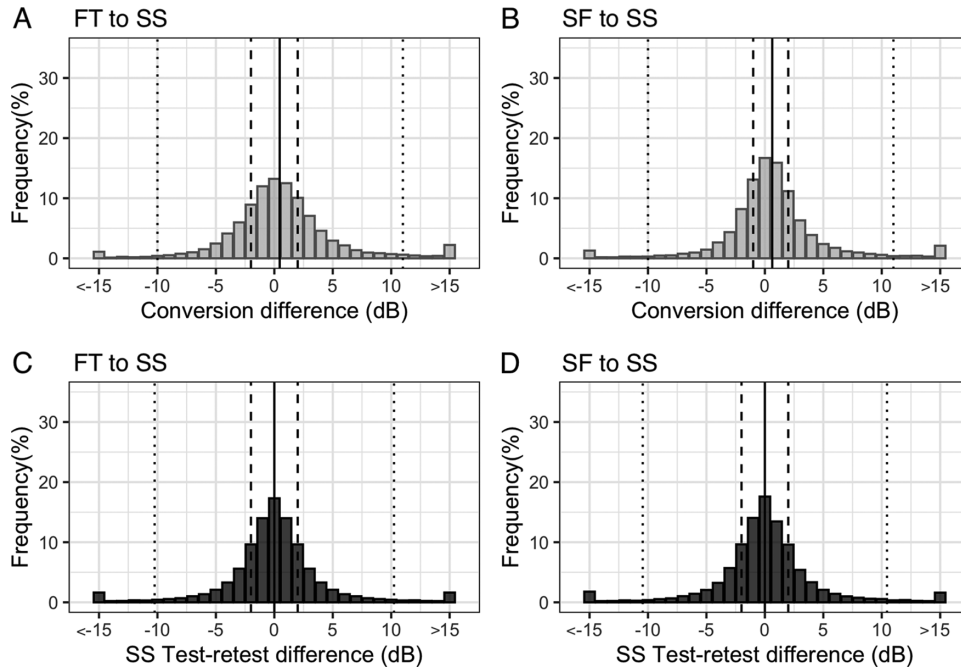 A FT to SS
Frequency(%)
30
20
10
0
<-15 -10 -5 0 5 10 >15
Conversion difference (dB)
B SF to SS
Frequency(%)
30
20
10
0
<-15 -10 -5 0 5 10 >15
Conversion difference (dB)
C FT to SS
Frequency(%)
30
20
10
0
<-15 -10 -5 0 5 10 >15
SS Test-retest difference (dB)
D SF to SS
Frequency(%)
30
20
10
0
<-15 -10 -5 0 5 10 >15
SS Test-retest difference (dB)